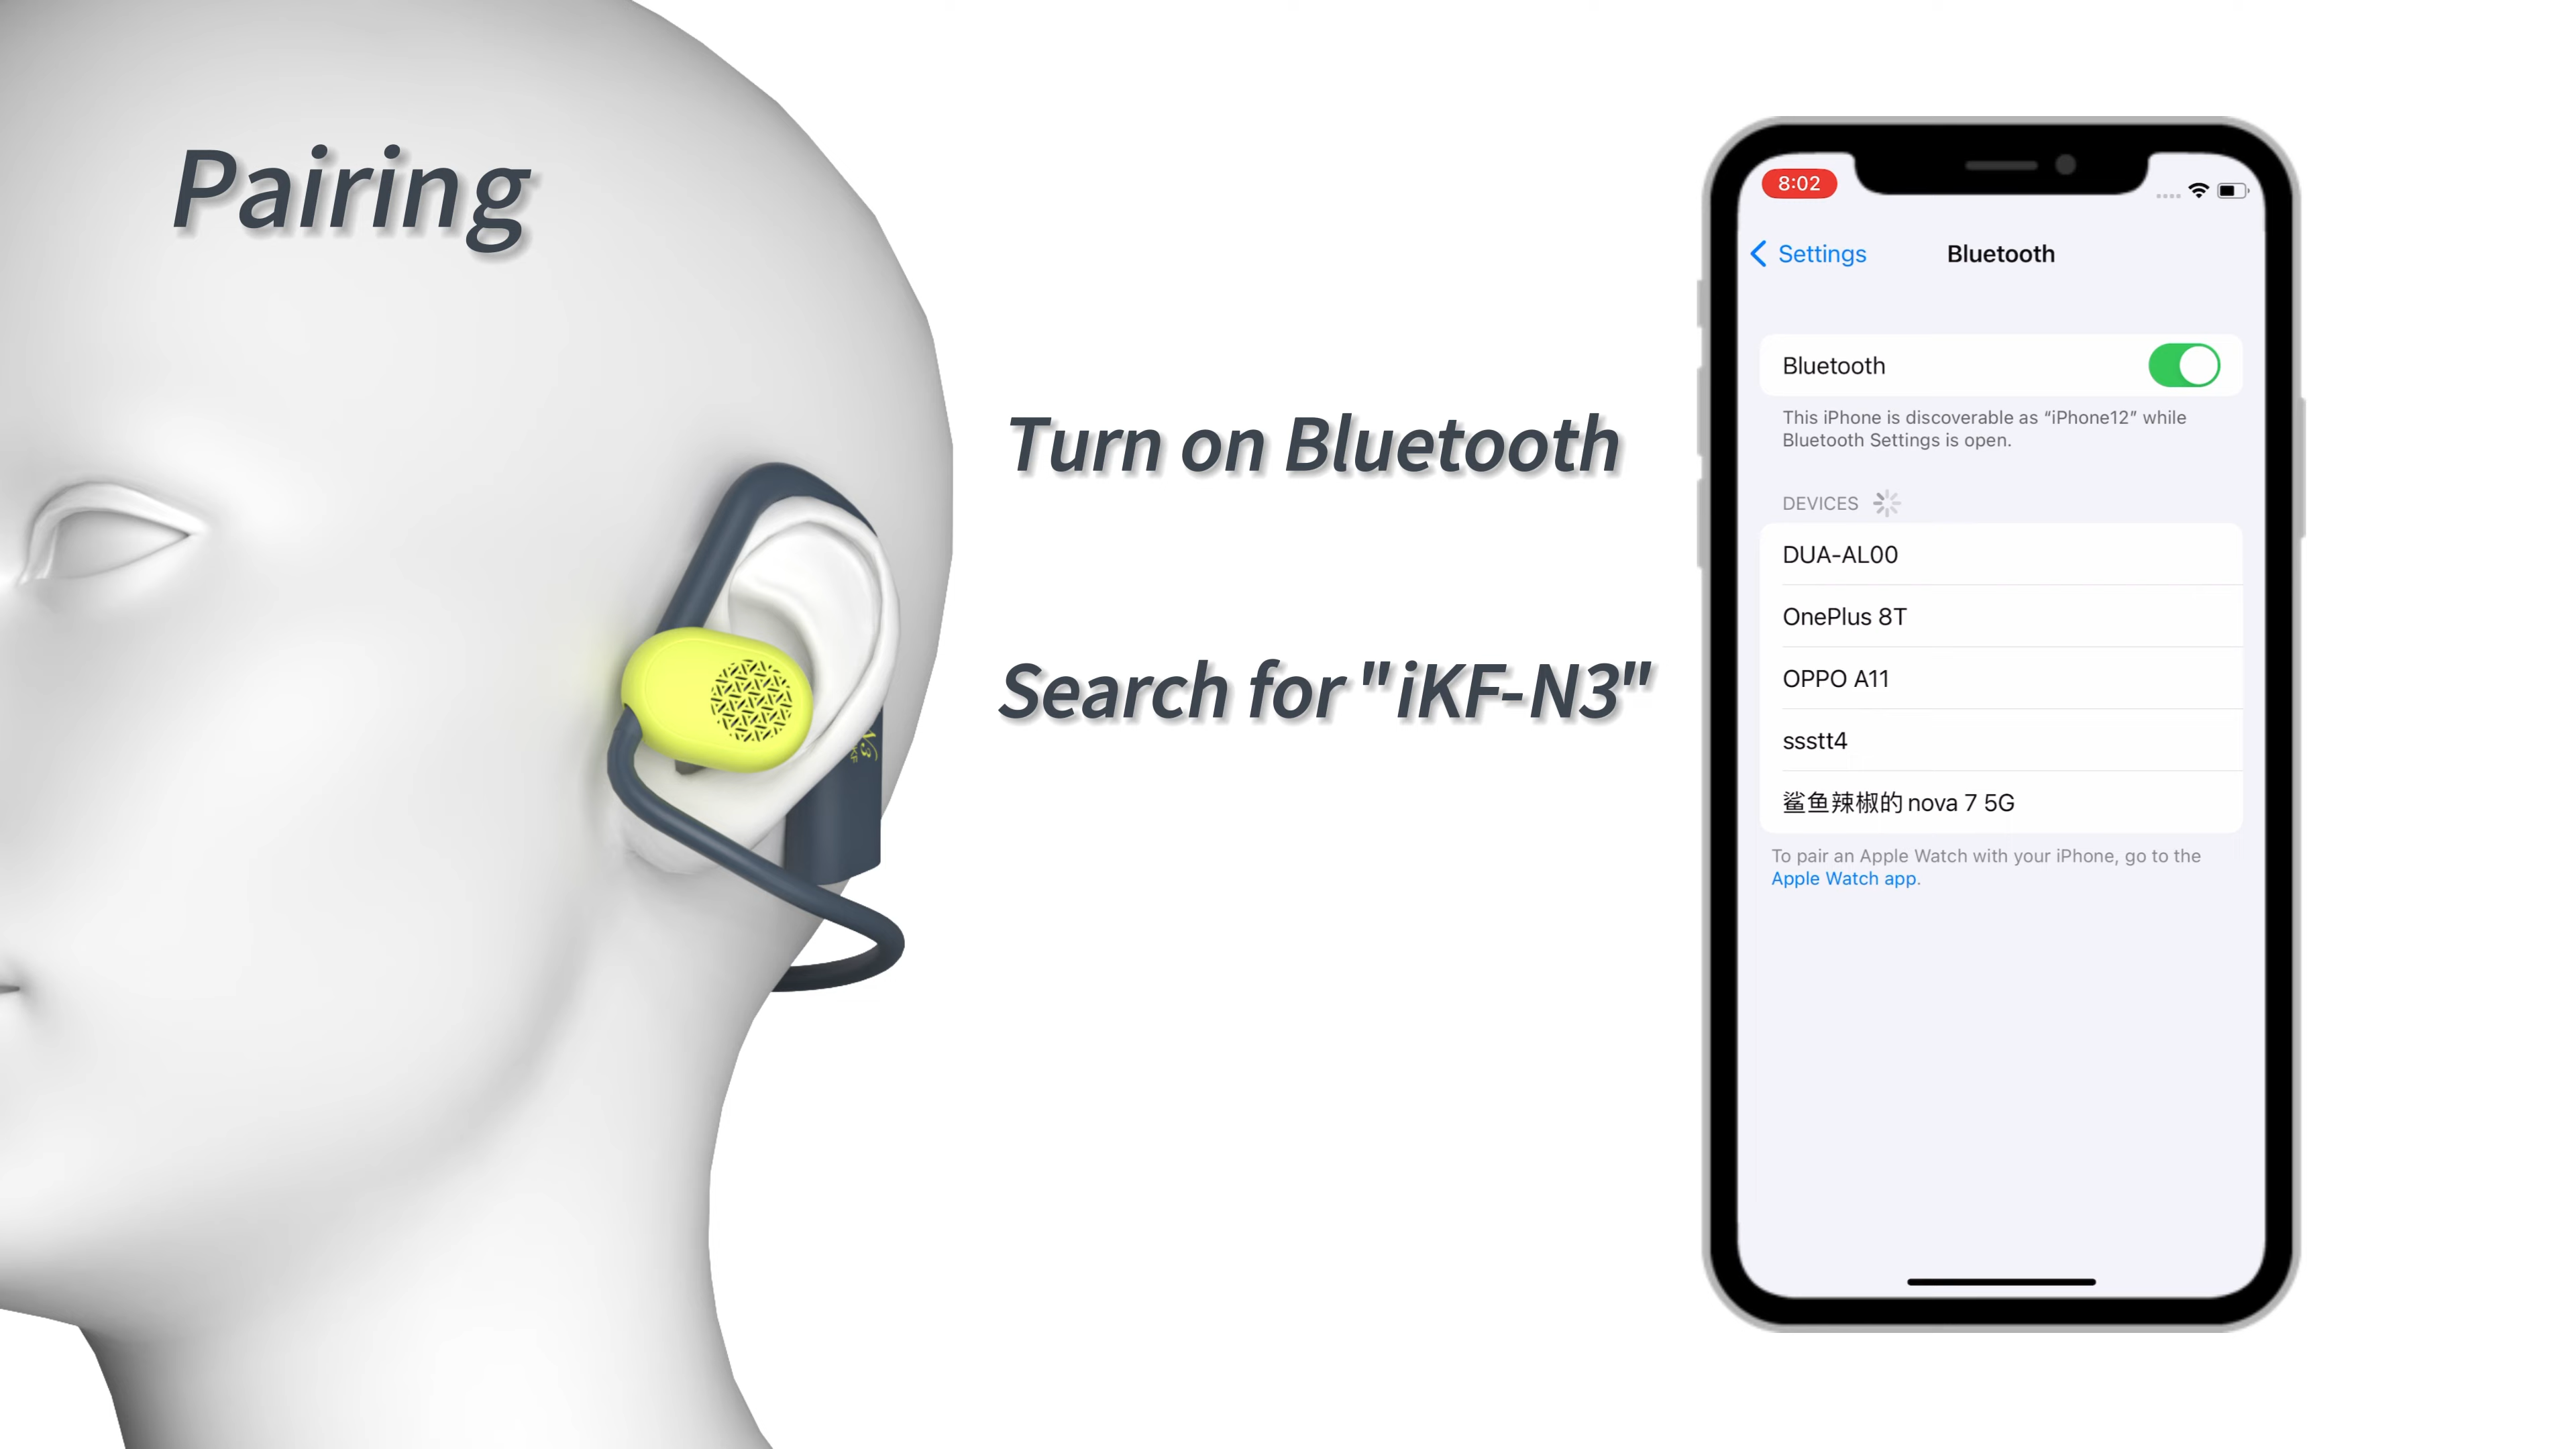 Pairing
Turn on Bluetooth
Search for "iKF-N3"
8:02
Settings
Bluetooth
Bluetooth
This iPhone is discoverable as “iPhone12” while
Bluetooth Settings is open.
DEVICES
DUA-AL00
OnePlus 8T
OPPO A11
ssstt4
鲨鱼辣椒的 nova 7 5G
To pair an Apple Watch with your iPhone, go to the
Apple Watch app.
N3